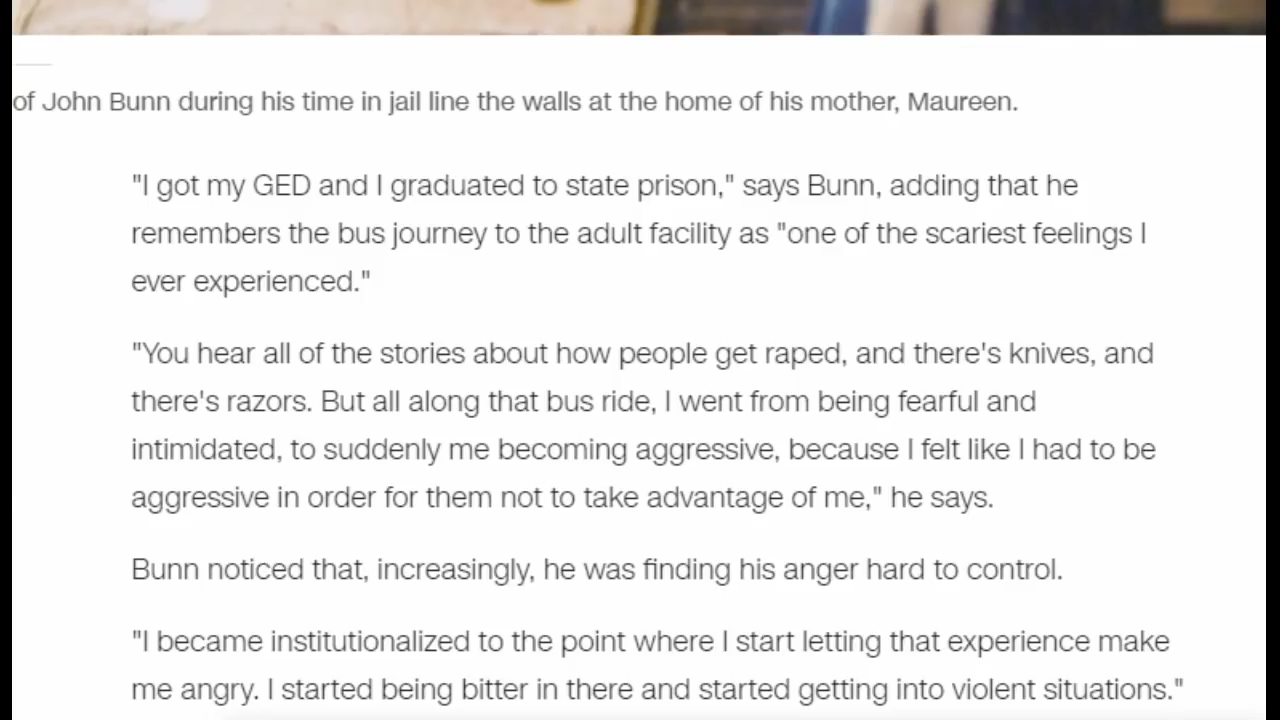 of John Bunn during his time in jail line the walls at the home of his mother, Maureen.
"I got my GED and I graduated to state prison," says Bunn, adding that he
remembers the bus journey to the adult facility as "one of the scariest feelings I
ever experienced."
"You hear all of the stories about how people get raped, and there's knives, and
there's razors. But all along that bus ride, I went from being fearful and
intimidated, to suddenly me becoming aggressive, because I felt like I had to be
aggressive in order for them not to take advantage of me," he says.
Bunn noticed that, increasingly, he was finding his anger hard to control.
"I became institutionalized to the point where I start letting that experience make
me angry. I started being bitter in there and started getting into violent situations."